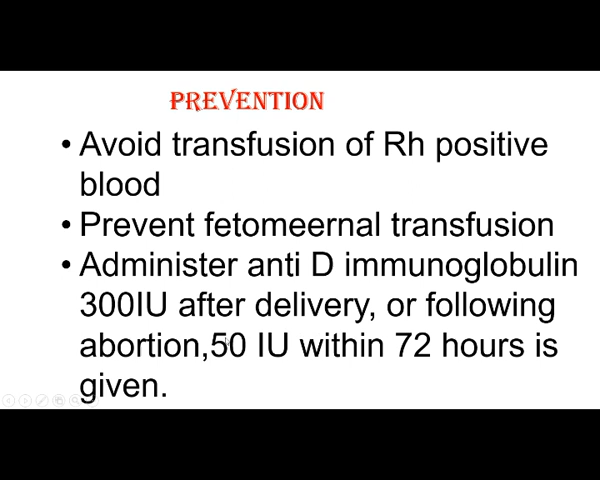 PREVENTION
• Avoid transfusion of Rh positive
blood
• Prevent fetomeernal transfusion
• Administer anti D immunoglobulin
300IU after delivery, or following
abortion,50 IU within 72 hours is
given.